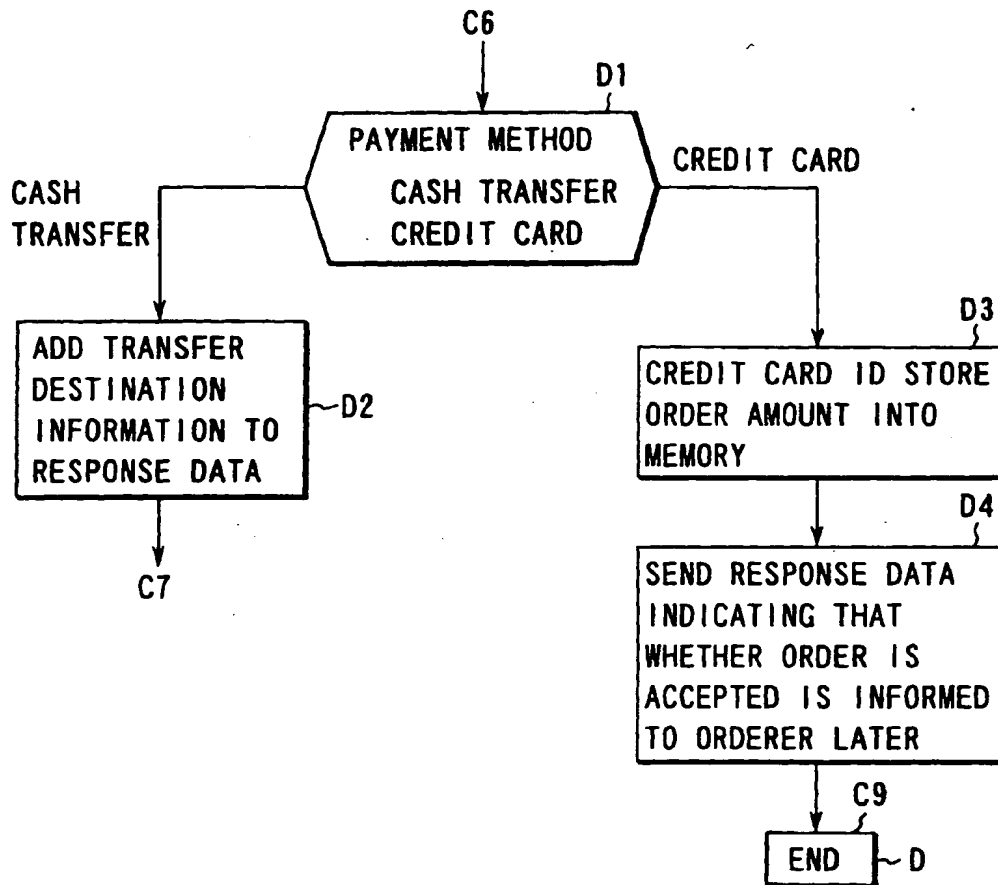 C6
D1
PAYMENT METHOD
CASH TRANSFER
CREDIT CARD
CREDIT CARD
CASH
TRANSFER
ADD TRANSFER
DESTINATION
INFORMATION TO
RESPONSE DATA
D2
C7
D3
CREDIT CARD ID STORE
ORDER AMOUNT INTO
MEMORY
D4
SEND RESPONSE DATA
INDICATING THAT
WHETHER ORDER IS
ACCEPTED IS INFORMED
TO ORDERER LATER
C9
END
D